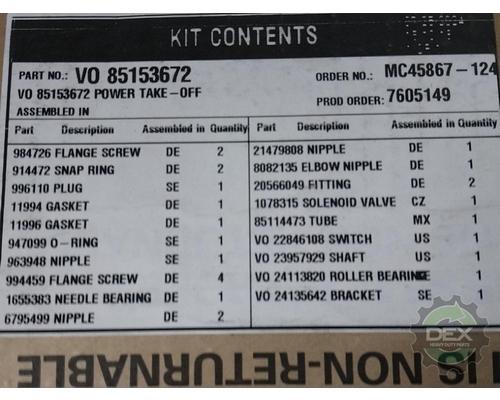 KIT CONTENTS
PART NO.: VO 85153672
ORDER NO.: MC45867-124
VO 85153672 POWER TAKE-OFF
PROD ORDER: 7605149
ASSEMBLED IN
Part Description Assembled in Quantity
984726 FLANGE SCREW DE 2
914472 SNAP RING DE 2
996110 PLUG SE 1
11994 GASKET DE 1
11996 GASKET DE 1
947099 O-RING SE 1
963948 NIPPLE SE 1
994459 FLANGE SCREW DE 4
1655383 NEEDLE BEARING DE 1
6795499 NIPPLE DE 2
Part Description Assembled in Quantity
21479808 NIPPLE DE 1
8082135 ELBOW NIPPLE DE 1
20566049 FITTING DE 2
1078315 SOLENOID VALVE CZ 1
85114473 TUBE MX 1
VO 22846108 SWITCH US 1
VO 23957929 SHAFT US 1
VO 24113820 ROLLER BEARING 1
VO 24135642 BRACKET SE 1
IS NON-RETURNABLE
DEX
HEAVY DUTY PARTS